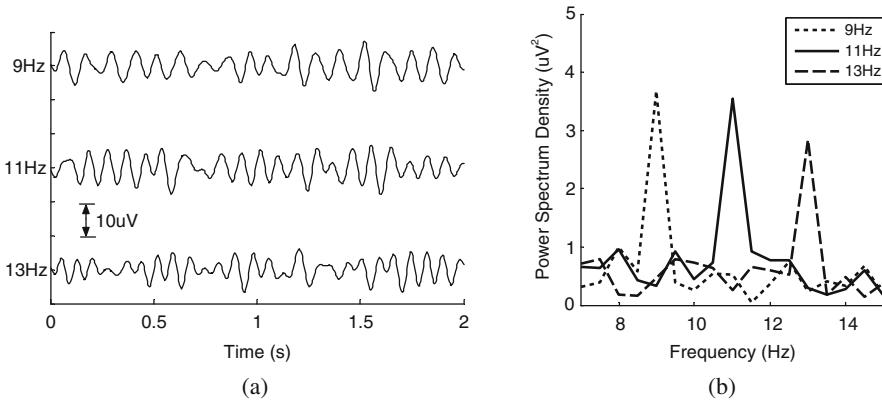 9Hz
11Hz
10uV
13Hz
0 0.5 1 1.5 2
Time (s)
(a)
5
4
3
2
1
0
Power Spectrum Density (uV²)
9Hz
11Hz
13Hz
8 10 12 14
Frequency (Hz)
(b)